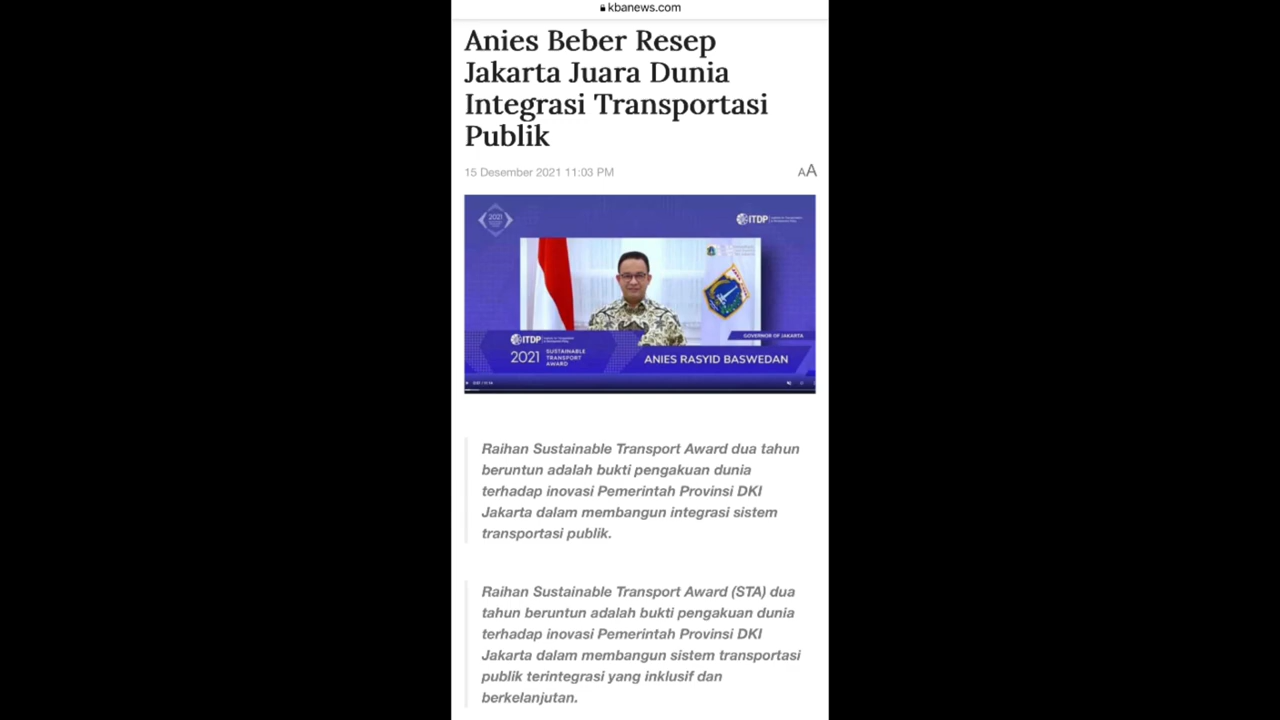 kbanews.com
Anies Beber Resep
Jakarta Juara Dunia
Integrasi Transportasi
Publik
15 Desember 2021 11:03 PM
AA
2021
ITDP
GOVERNOR OF JAKARTA
ITDP
2021 SUSTAINABLE
TRANSPORT
AWARD
ANIES RASYID BASWEDAN
Raihan Sustainable Transport Award dua tahun
beruntun adalah bukti pengakuan dunia
terhadap inovasi Pemerintah Provinsi DKI
Jakarta dalam membangun integrasi sistem
transportasi publik.
Raihan Sustainable Transport Award (STA) dua
tahun beruntun adalah bukti pengakuan dunia
terhadap inovasi Pemerintah Provinsi DKI
Jakarta dalam membangun sistem transportasi
publik terintegrasi yang inklusif dan
berkelanjutan.